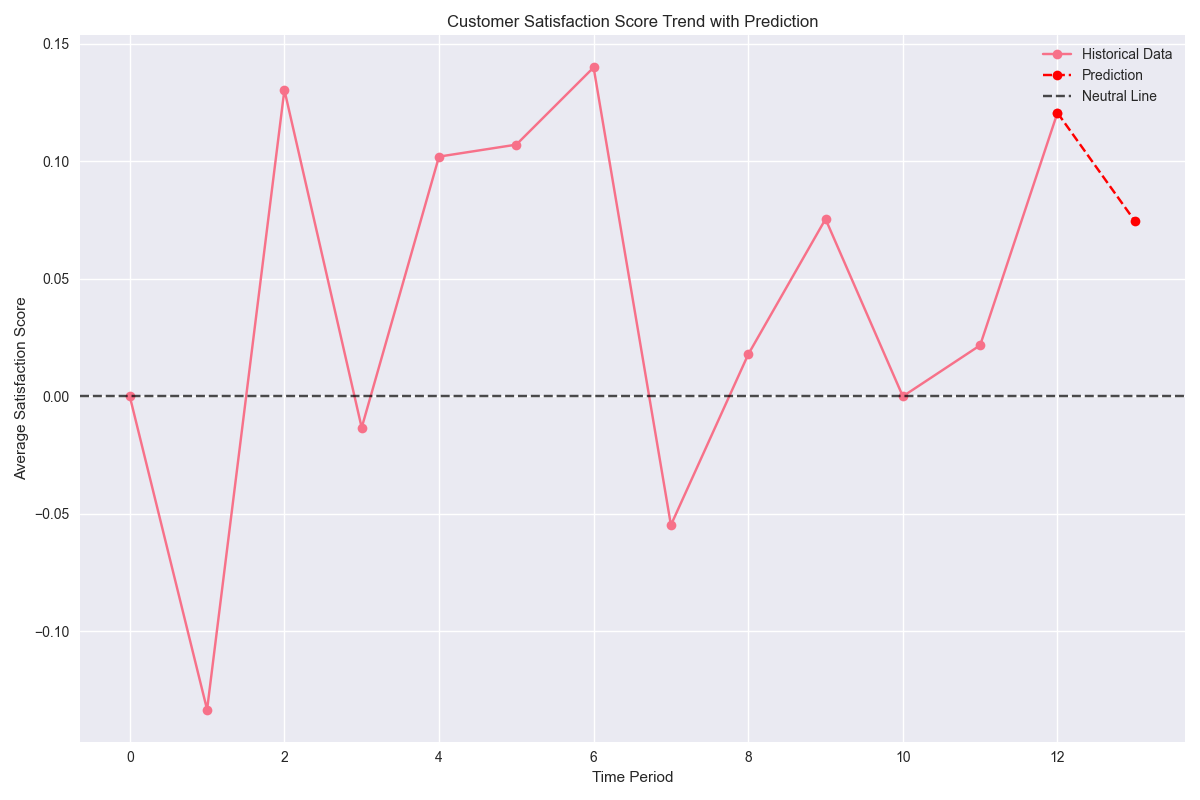 Customer Satisfaction Score Trend with Prediction
Historical Data
Prediction
Neutral Line
Average Satisfaction Score
0.15
0.10
0.05
0.00
−0.05
−0.10
0 2 4 6 8 10 12
Time Period